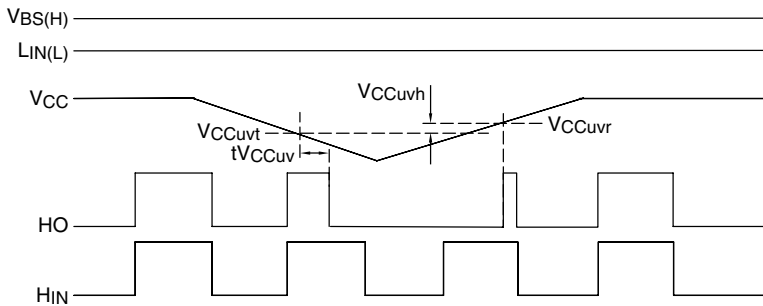 VBS(H)
LIN(L)
VCC
VCCuvh
VCCuvt
VCCuvr
tVCCuv
HO
HIN